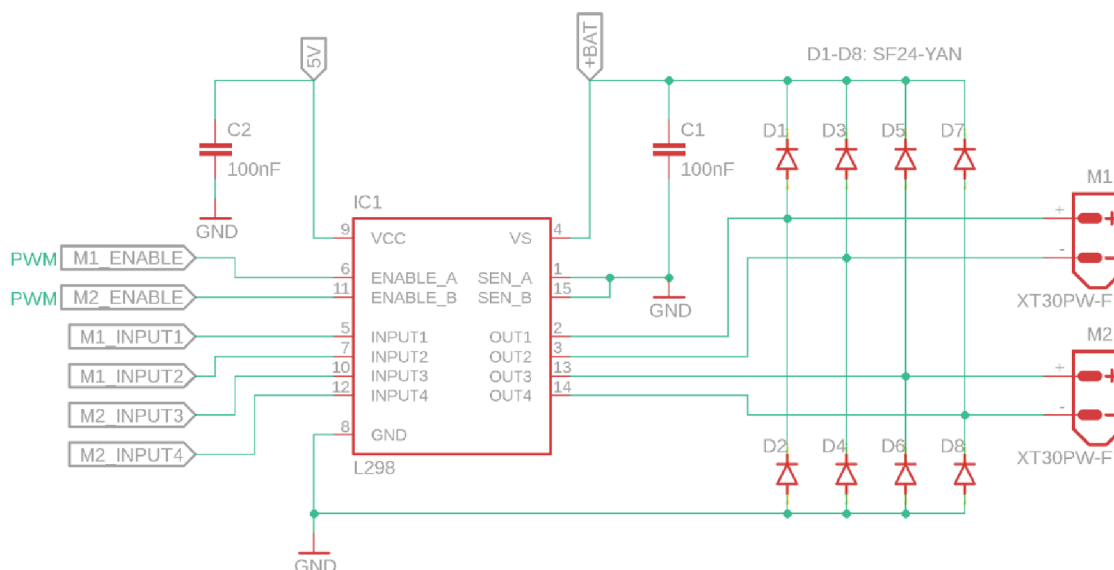 5V
+BAT
D1-D8: SF24-YAN
C2
100nF
GND
C1
100nF
GND
D1
D3
D5
D7
M1
+
-
XT30PW-F
IC1
9
VCC
VS
4
PWM
M1_ENABLE
6
ENABLE_A
SEN_A
1
PWM
M2_ENABLE
11
ENABLE_B
SEN_B
15
M1_INPUT1
5
INPUT1
OUT1
2
M1_INPUT2
7
INPUT2
OUT2
3
M2_INPUT3
10
INPUT3
OUT3
13
M2_INPUT4
12
INPUT4
OUT4
14
8
GND
L298
M2
+
-
XT30PW-F
D2
D4
D6
D8
GND